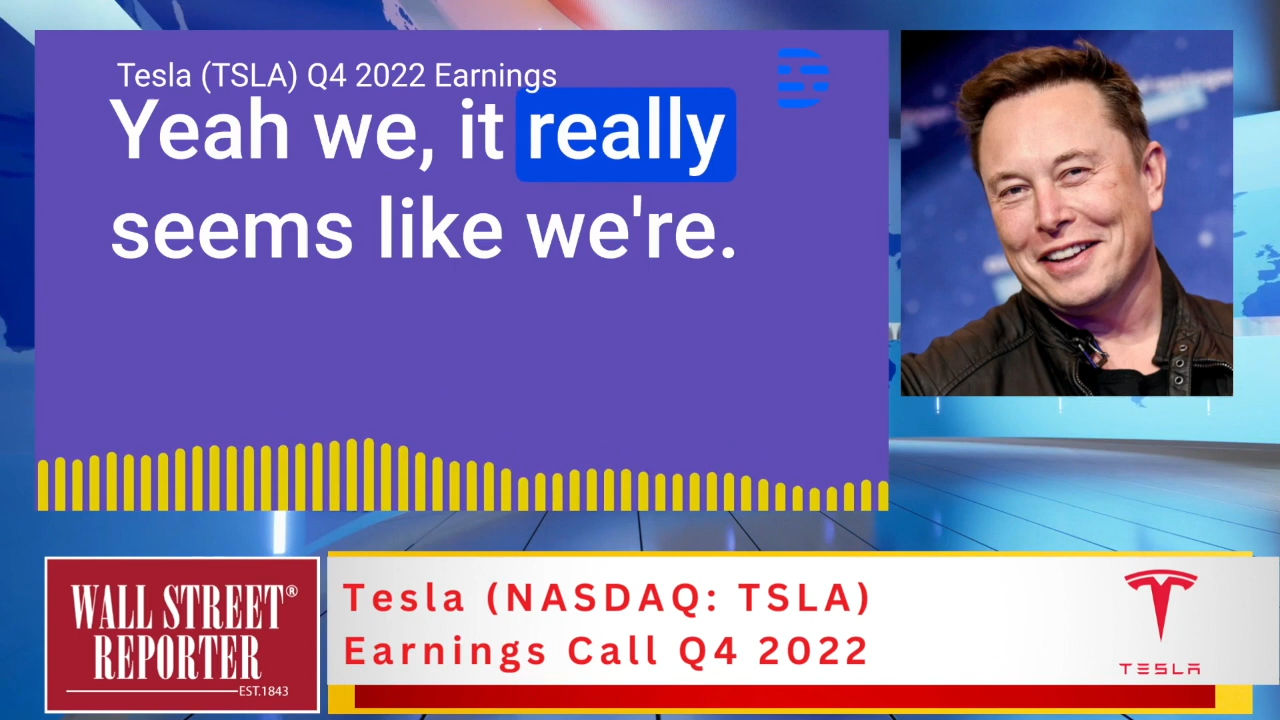 Tesla (TSLA) Q4 2022 Earnings
Yeah we, it really
seems like we're.
WALL STREET®
REPORTER
EST.1843
Tesla (NASDAQ: TSLA)
Earnings Call Q4 2022
TESLA